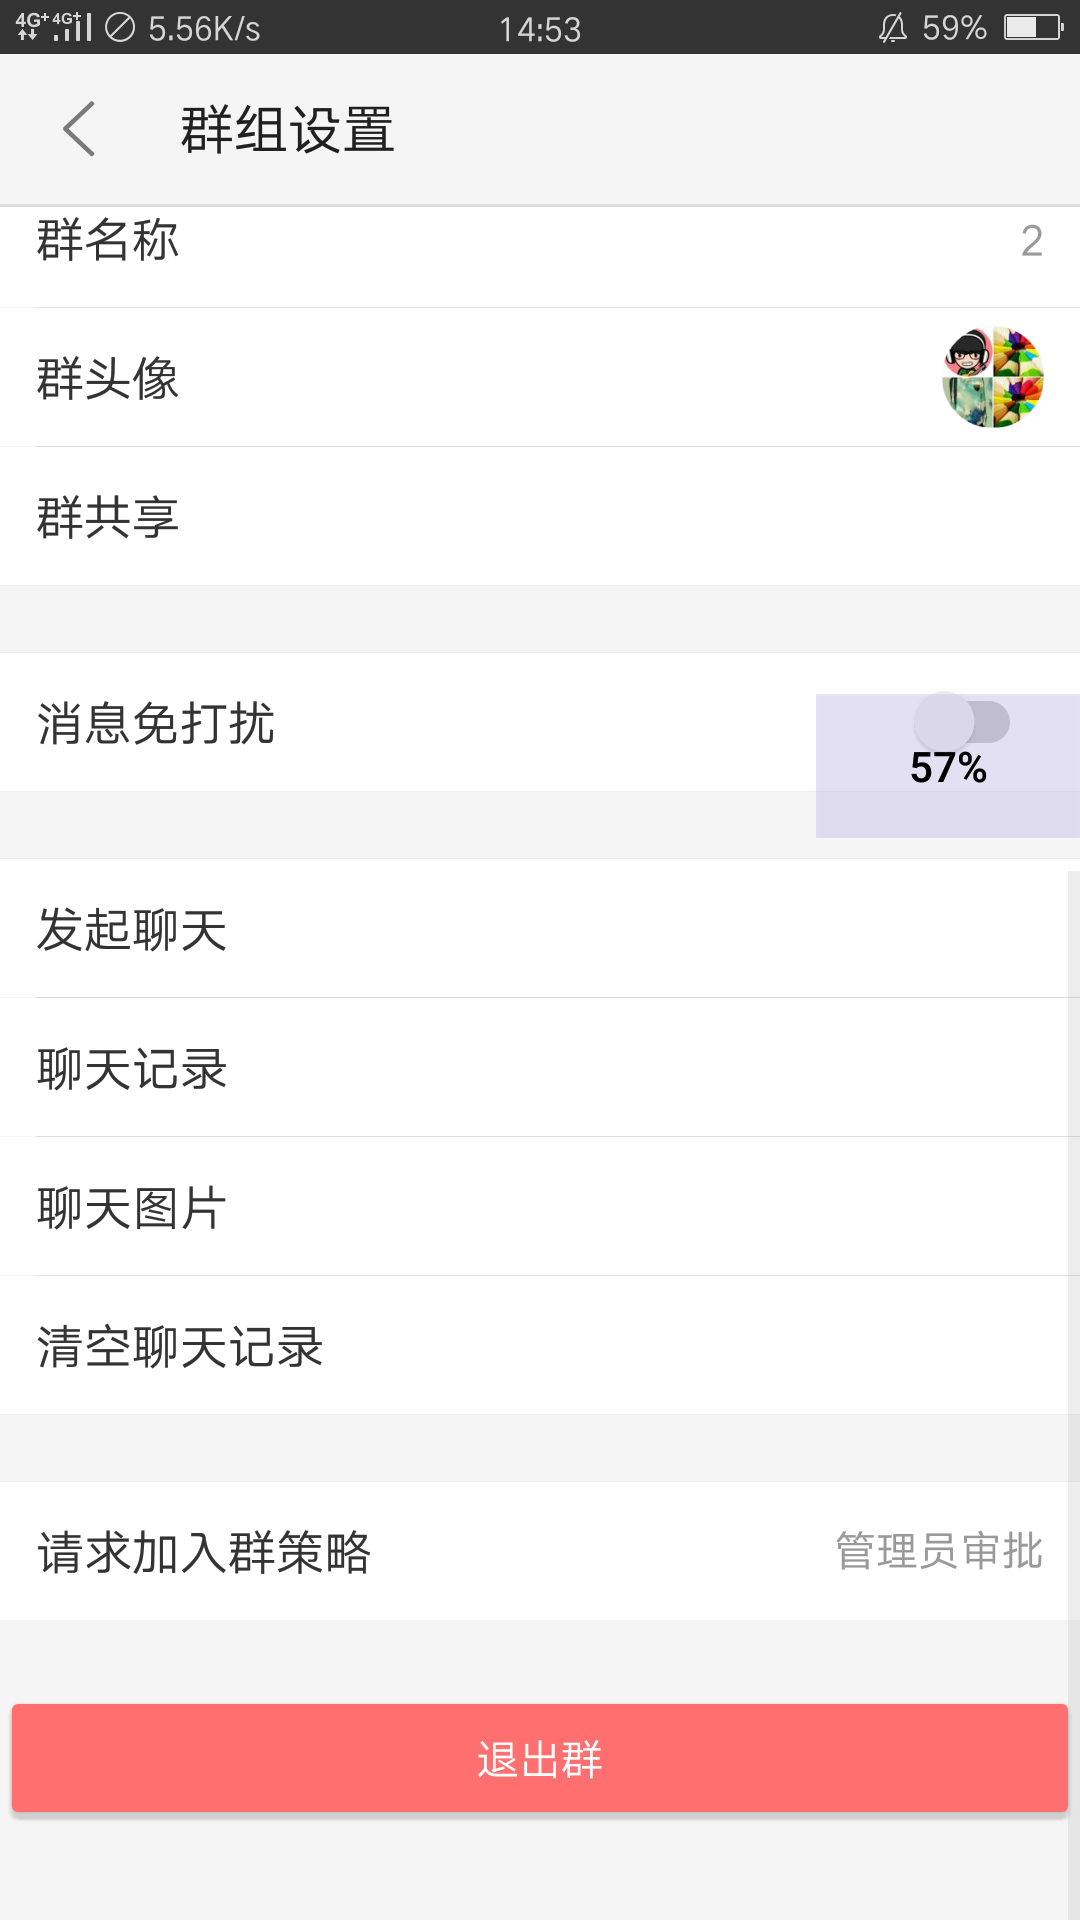 4G+ 4G+ 5.56K/s 14:53 59%
群组设置
群名称 2
群头像
群共享
消息免打扰
57%
发起聊天
聊天记录
聊天图片
清空聊天记录
请求加入群策略 管理员审批
退出群